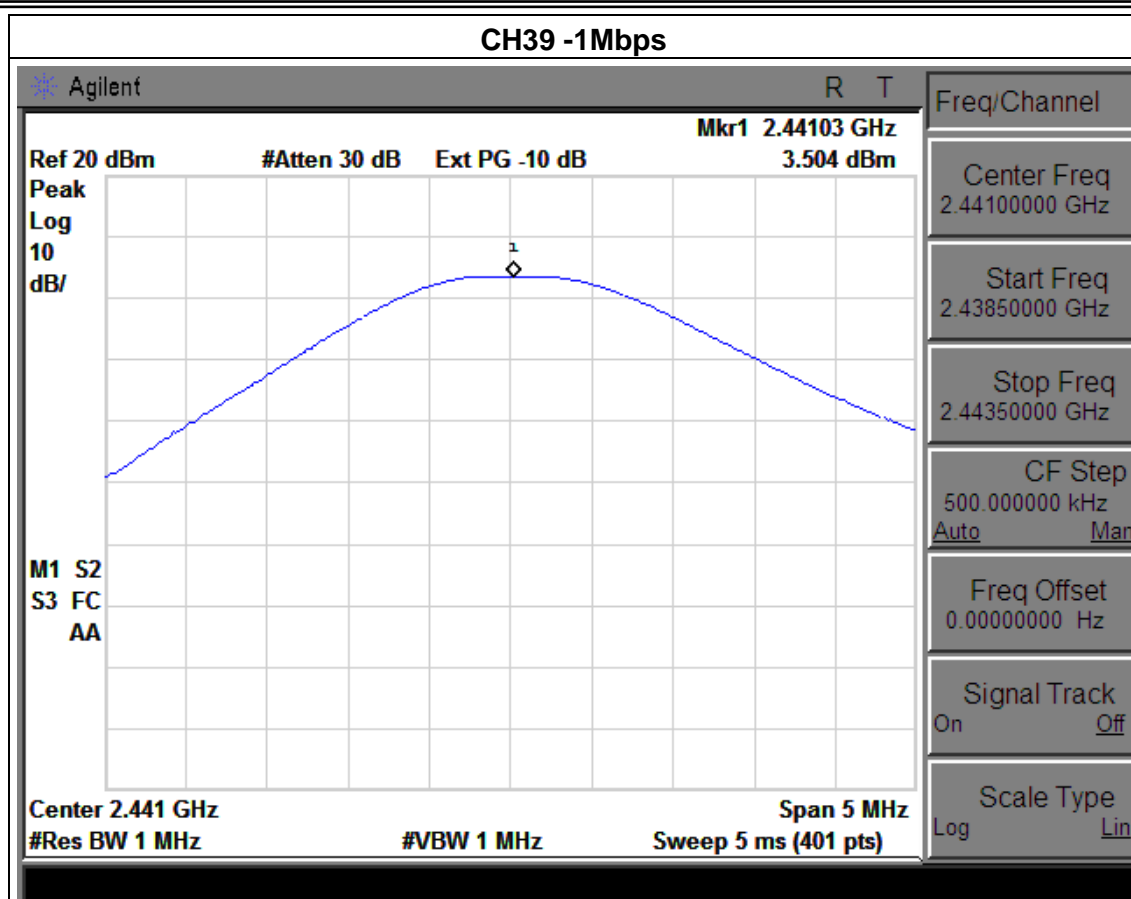 CH39 -1Mbps
Agilent R T
Mkr1 2.44103 GHz
Ref 20 dBm #Atten 30 dB Ext PG -10 dB 3.504 dBm
Peak
Log
10
dB/
1
M1 S2
S3 FC
AA
Center 2.441 GHz Span 5 MHz
#Res BW 1 MHz #VBW 1 MHz Sweep 5 ms (401 pts)
Freq/Channel
Center Freq
2.44100000 GHz
Start Freq
2.43850000 GHz
Stop Freq
2.44350000 GHz
CF Step
500.000000 kHz
Auto Man
Freq Offset
0.00000000 Hz
Signal Track
On Off
Scale Type
Log Lin